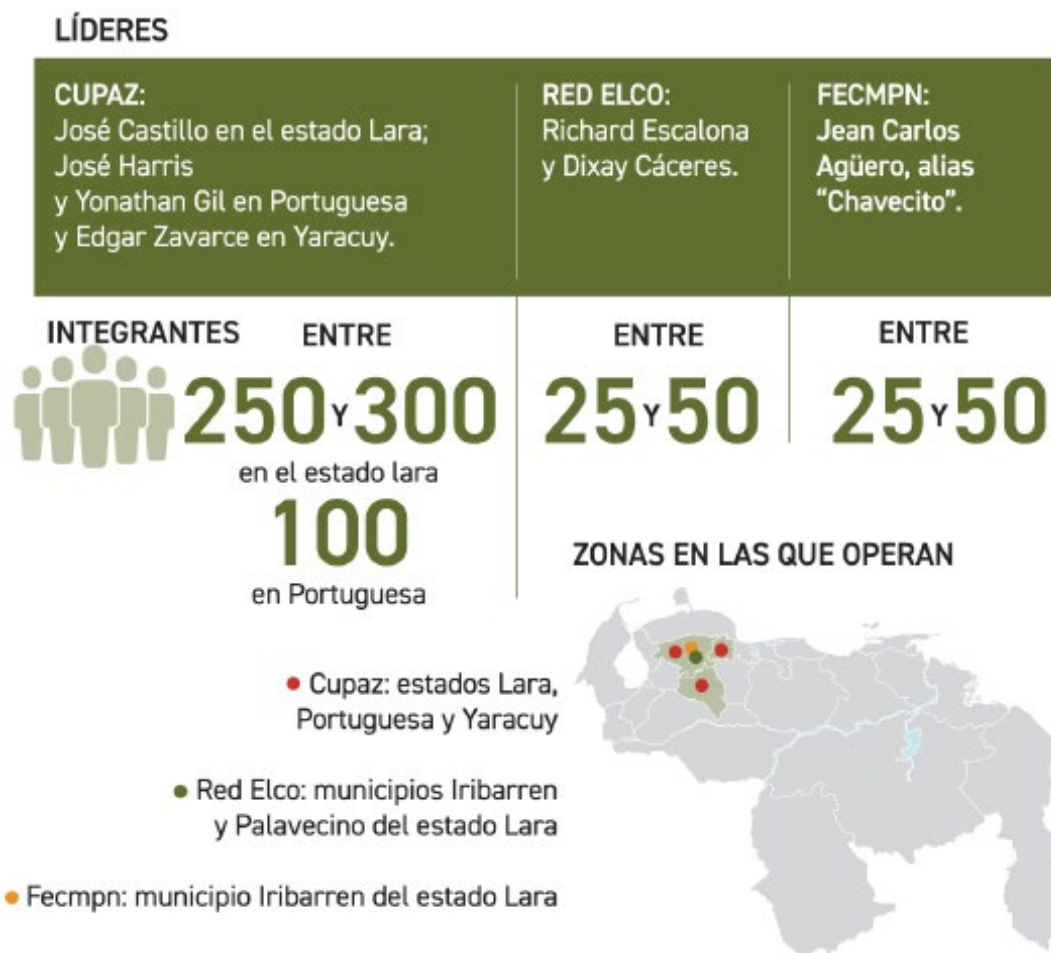 LÍDERES
CUPAZ:
José Castillo en el estado Lara;
José Harris
y Yonathan Gil en Portuguesa
y Edgar Zavarce en Yaracuy.
RED ELCO:
Richard Escalona
y Dixay Cáceres.
FECMPN:
Jean Carlos
Agüero, alias
“Chavecito”.
INTEGRANTES
ENTRE
250 Y 300
en el estado lara
100
en Portuguesa
ENTRE
25 Y 50
ENTRE
25 Y 50
ZONAS EN LAS QUE OPERAN
Cupaz: estados Lara,
Portuguesa y Yaracuy
Red Elco: municipios Iribarren
y Palavecino del estado Lara
Fecmpn: municipio Iribarren del estado Lara